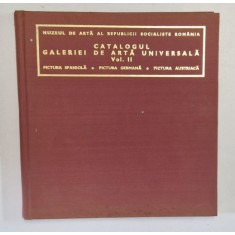 MUZEUL DE ARTĂ AL REPUBLICII SOCIALISTE ROMÂNIA
CATALOGUL
GALERIEI DE ARTĂ UNIVERSALĂ
Vol. II
PICTURA SPANIOLĂ • PICTURA GERMANĂ • PICTURA AUSTRIACĂ